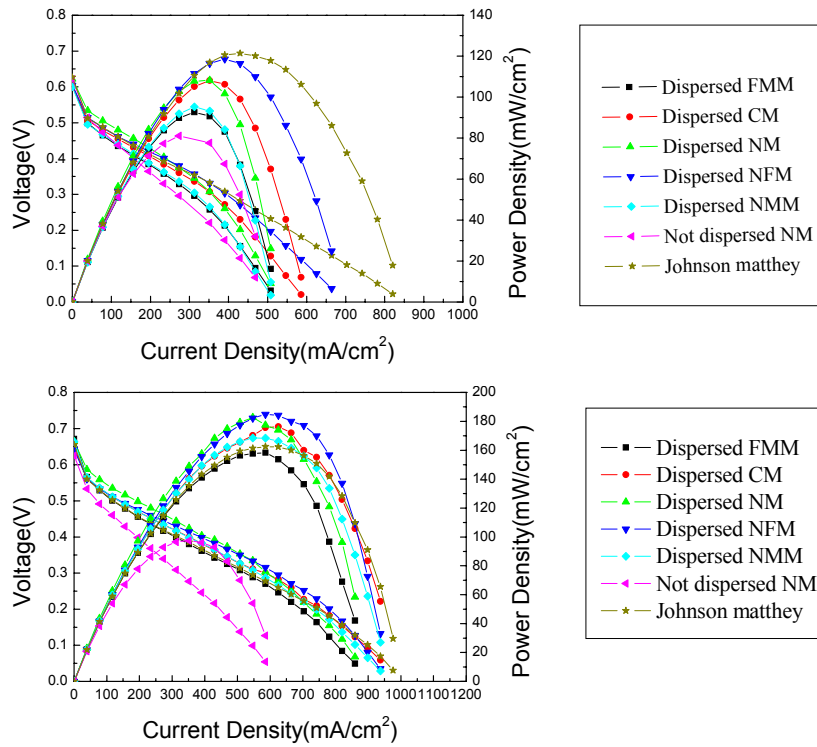 0.8
0.7
0.6
0.5
0.4
0.3
0.2
0.1
0.0
Voltage(V)
140
120
100
80
60
40
20
0
Power Density(mW/cm²)
0 100 200 300 400 500 600 700 800 900 1000
Current Density(mA/cm²)
Dispersed FMM
Dispersed CM
Dispersed NM
Dispersed NFM
Dispersed NMM
Not dispersed NM
Johnson matthey
0.8
0.7
0.6
0.5
0.4
0.3
0.2
0.1
0.0
Voltage(V)
200
180
160
140
120
100
80
60
40
20
0
Power Density(mW/cm²)
0 100 200 300 400 500 600 700 800 900 1000 1100 1200
Current Density(mA/cm²)
Dispersed FMM
Dispersed CM
Dispersed NM
Dispersed NFM
Dispersed NMM
Not dispersed NM
Johnson matthey